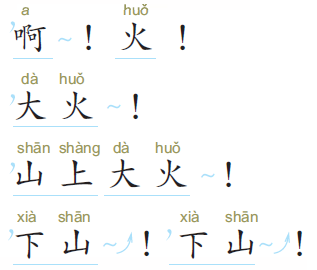 a huǒ
啊～！火！
dà huǒ
大火～！
shān shàng dà huǒ
山上大火～！
xià shān xià shān
下山～！下山～！